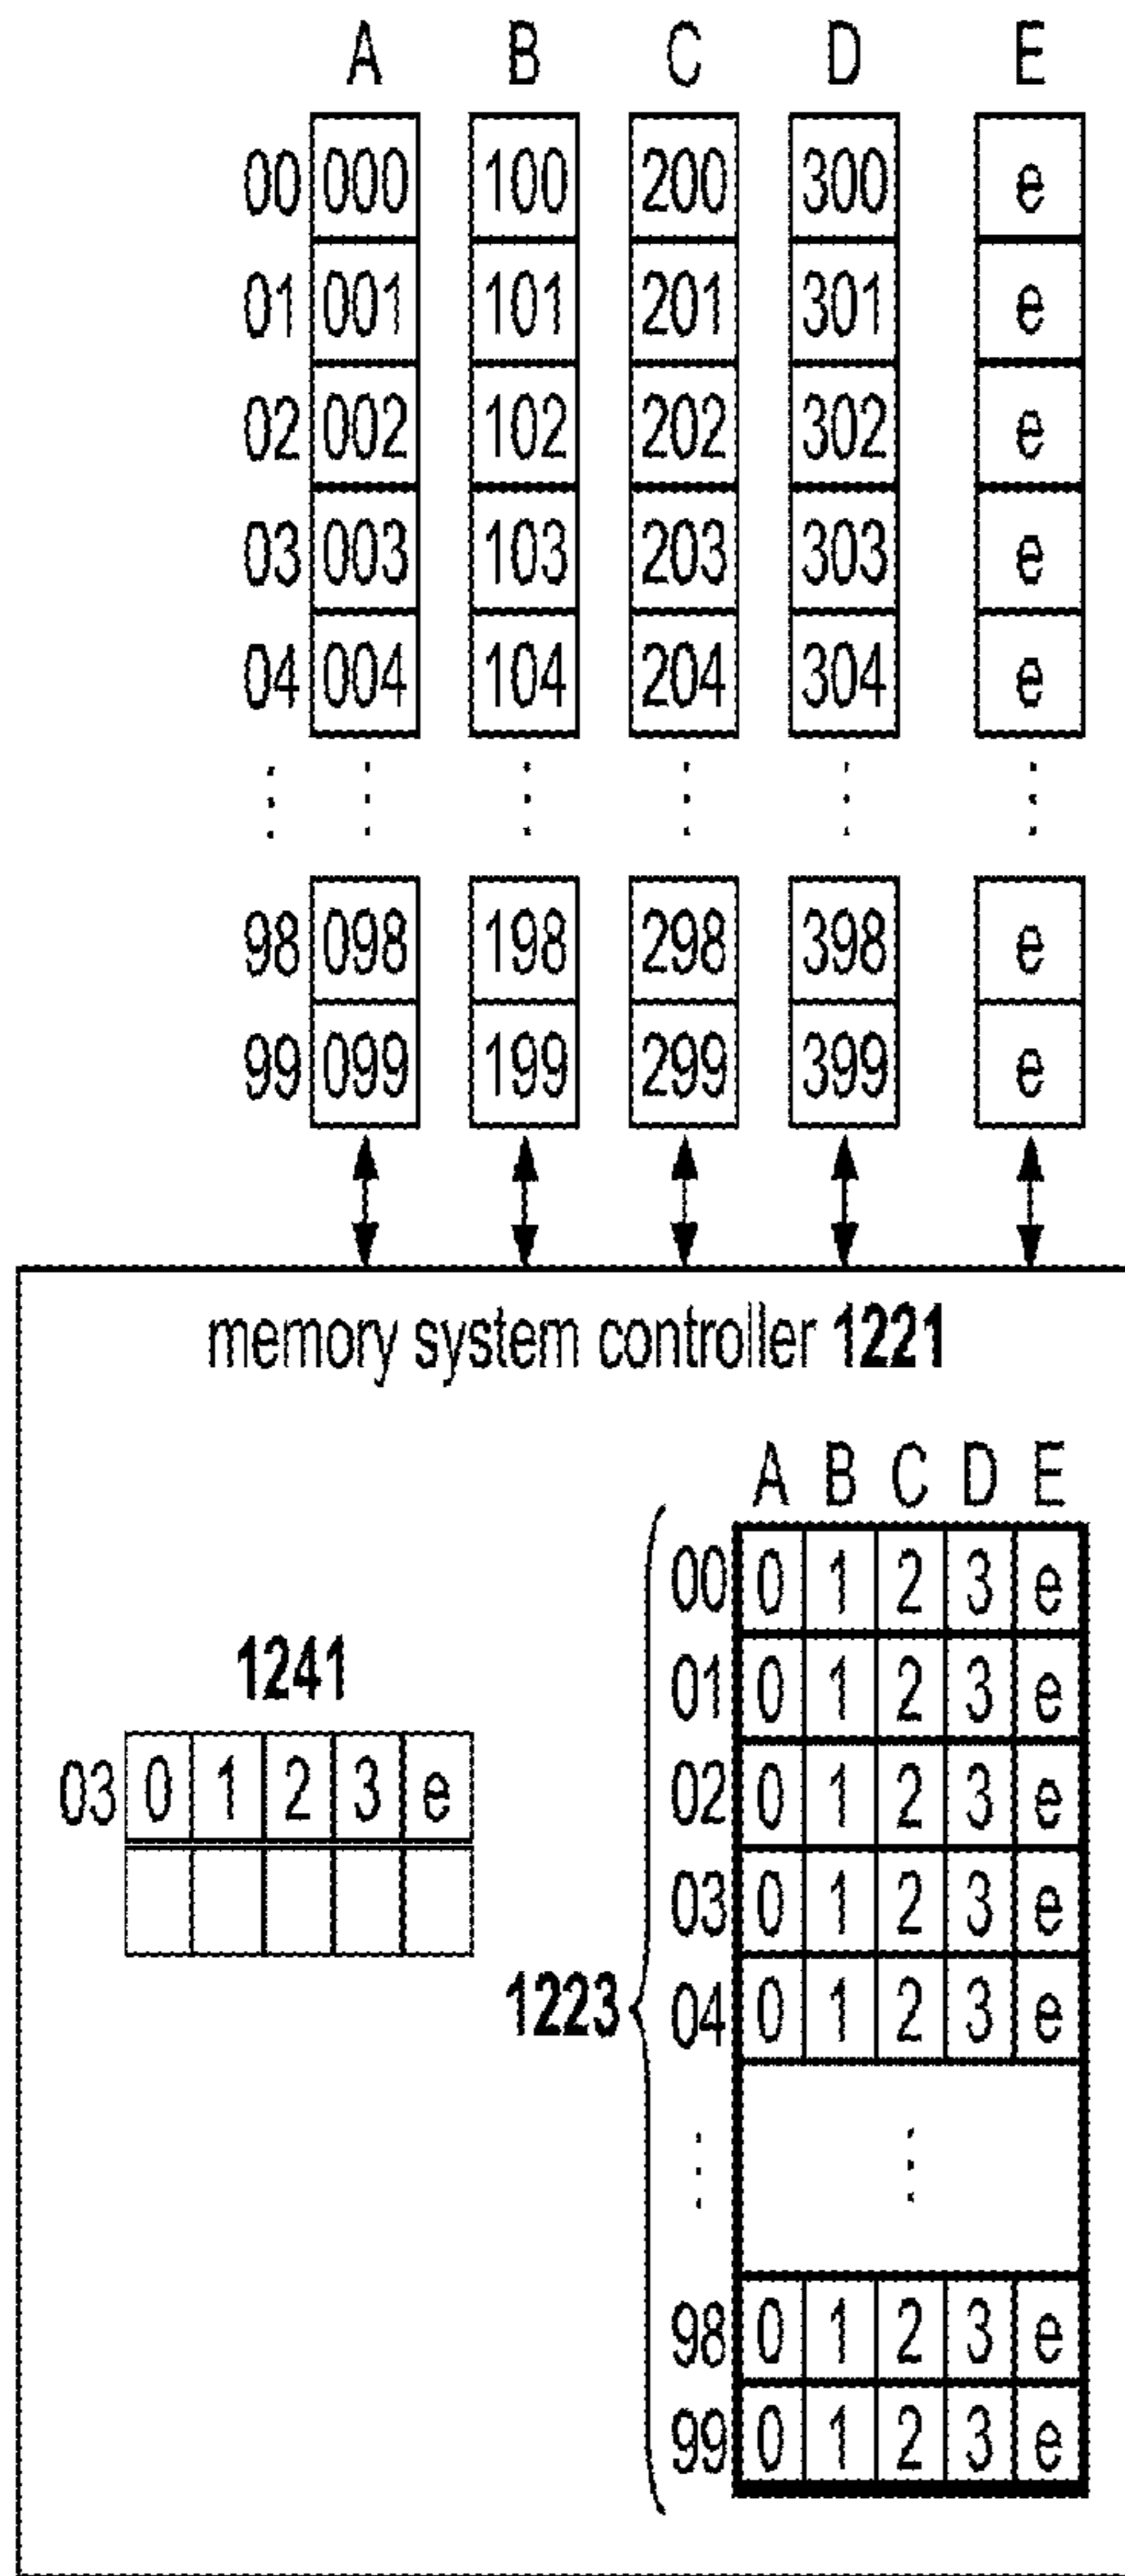 A B C D E
00 000 100 200 300 e
01 001 101 201 301 e
02 002 102 202 302 e
03 003 103 203 303 e
04 004 104 204 304 e
98 098 198 298 398 e
99 099 199 299 399 e
memory system controller 1221
A B C D E
00 0 1 2 3 e
01 0 1 2 3 e
1241
02 0 1 2 3 e
03 0 1 2 3 e
03 0 1 2 3 e
1223
04 0 1 2 3 e
98 0 1 2 3 e
99 0 1 2 3 e